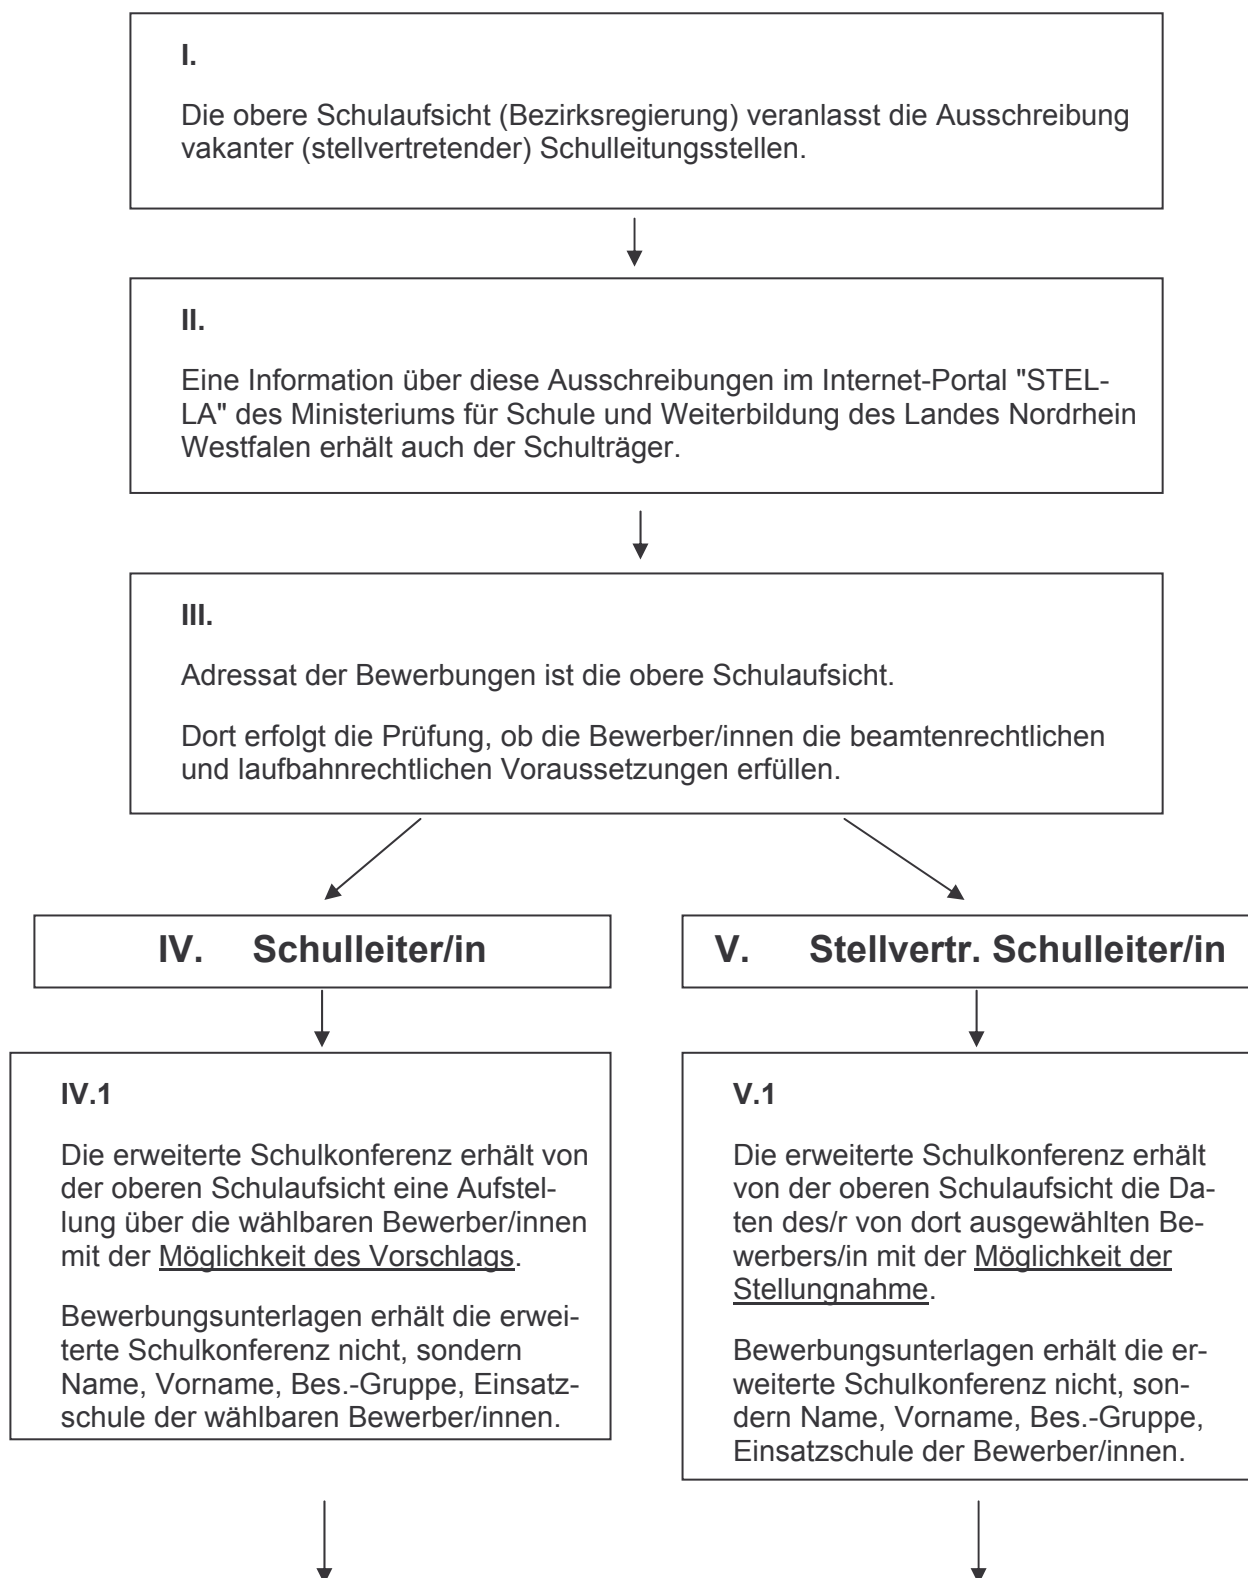 I.
Die obere Schulaufsicht (Bezirksregierung) veranlasst die Ausschreibung
vakanter (stellvertretender) Schulleitungsstellen.
II.
Eine Information über diese Ausschreibungen im Internet-Portal "STEL-
LA" des Ministeriums für Schule und Weiterbildung des Landes Nordrhein
Westfalen erhält auch der Schulträger.
III.
Adressat der Bewerbungen ist die obere Schulaufsicht.
Dort erfolgt die Prüfung, ob die Bewerber/innen die beamtenrechtlichen
und laufbahnrechtlichen Voraussetzungen erfüllen.
IV. Schulleiter/in
IV.1
Die erweiterte Schulkonferenz erhält von
der oberen Schulaufsicht eine Aufstel-
lung über die wählbaren Bewerber/innen
mit der Möglichkeit des Vorschlags.
Bewerbungsunterlagen erhält die erwei-
terte Schulkonferenz nicht, sondern
Name, Vorname, Bes.-Gruppe, Einsatz-
schule der wählbaren Bewerber/innen.
V. Stellvertr. Schulleiter/in
V.1
Die erweiterte Schulkonferenz erhält
von der oberen Schulaufsicht die Da-
ten des/r von dort ausgewählten Be-
werbers/in mit der Möglichkeit der
Stellungnahme.
Bewerbungsunterlagen erhält die er-
weiterte Schulkonferenz nicht, son-
dern Name, Vorname, Bes.-Gruppe,
Einsatzschule der Bewerber/innen.